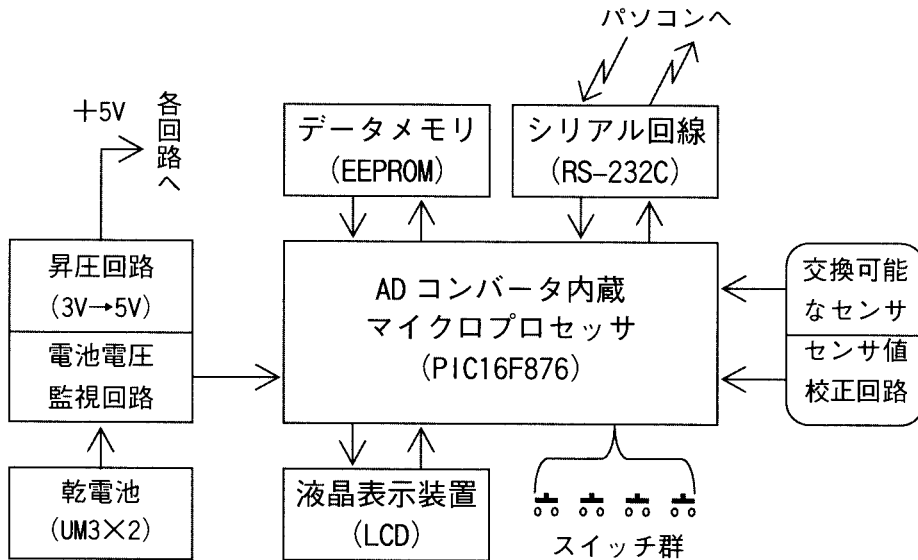 パソコンへ
+5V
各回路へ
データメモリ
(EEPROM)
シリアル回線
(RS-232C)
昇圧回路
(3V→5V)
電池電圧
監視回路
ADコンバータ内蔵
マイクロプロセッサ
(PIC16F876)
交換可能
なセンサ
センサ値
校正回路
乾電池
(UM3×2)
液晶表示装置
(LCD)
スイッチ群